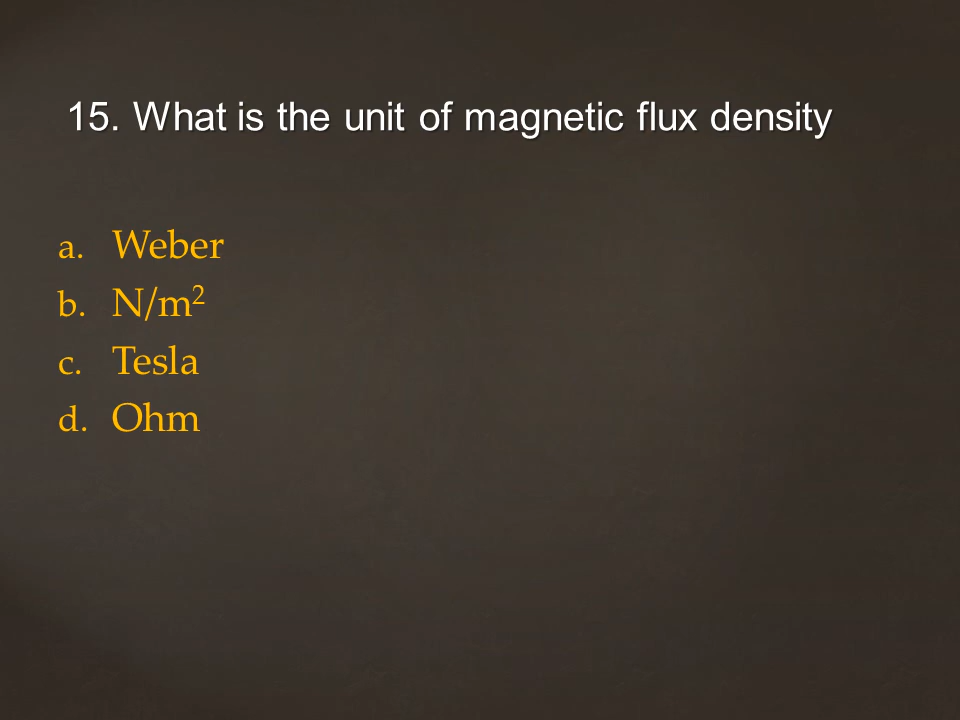 15. What is the unit of magnetic flux density
a. Weber
b. N/m²
c. Tesla
d. Ohm